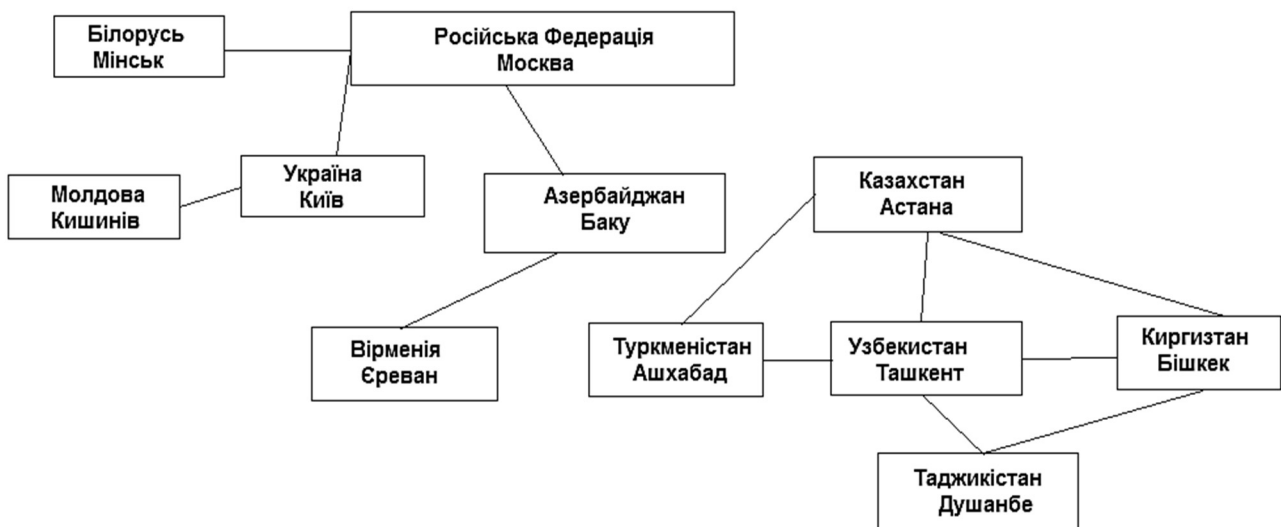 Білорусь
Мінськ
Російська Федерація
Москва
Україна
Київ
Молдова
Кишинів
Азербайджан
Баку
Казахстан
Астана
Вірменія
Єреван
Туркменістан
Ашхабад
Узбекистан
Ташкент
Киргизтан
Бішкек
Таджикістан
Душанбе